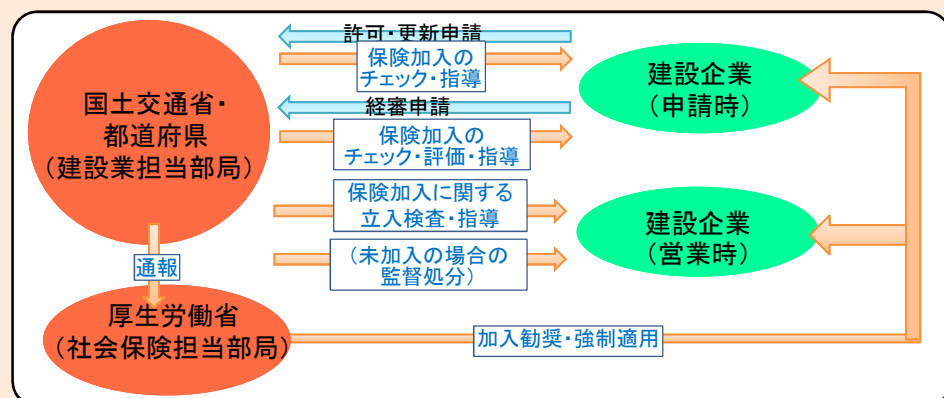 国土交通省・
都道府県
（建設業担当部局）
許可・更新申請
保険加入の
チェック・指導
経審申請
保険加入の
チェック・評価・指導
建設企業
（申請時）
保険加入に関する
立入検査・指導
（未加入の場合の
監督処分）
建設企業
（営業時）
通報
厚生労働省
（社会保険担当部局）
加入勧奨・強制適用